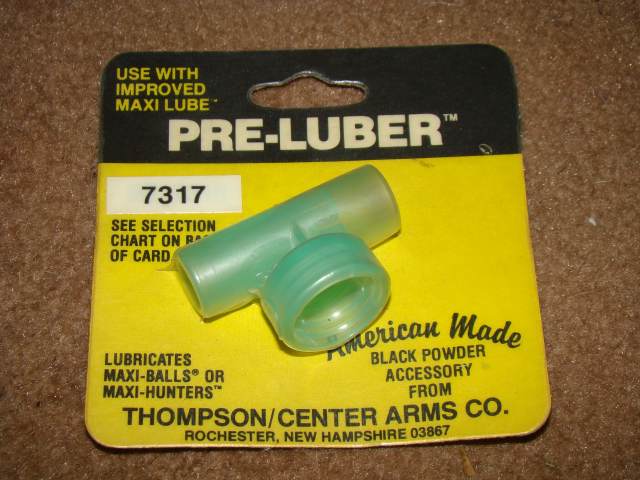 USE WITH
IMPROVED
MAXI LUBE™
PRE-LUBER™
7317
SEE SELECTION
CHART ON
OF CARD
American Made
LUBRICATES
MAXI-BALLS® OR
MAXI-HUNTERS™
BLACK POWDER
ACCESSORY
FROM
THOMPSON/CENTER ARMS CO.
ROCHESTER, NEW HAMPSHIRE 03867